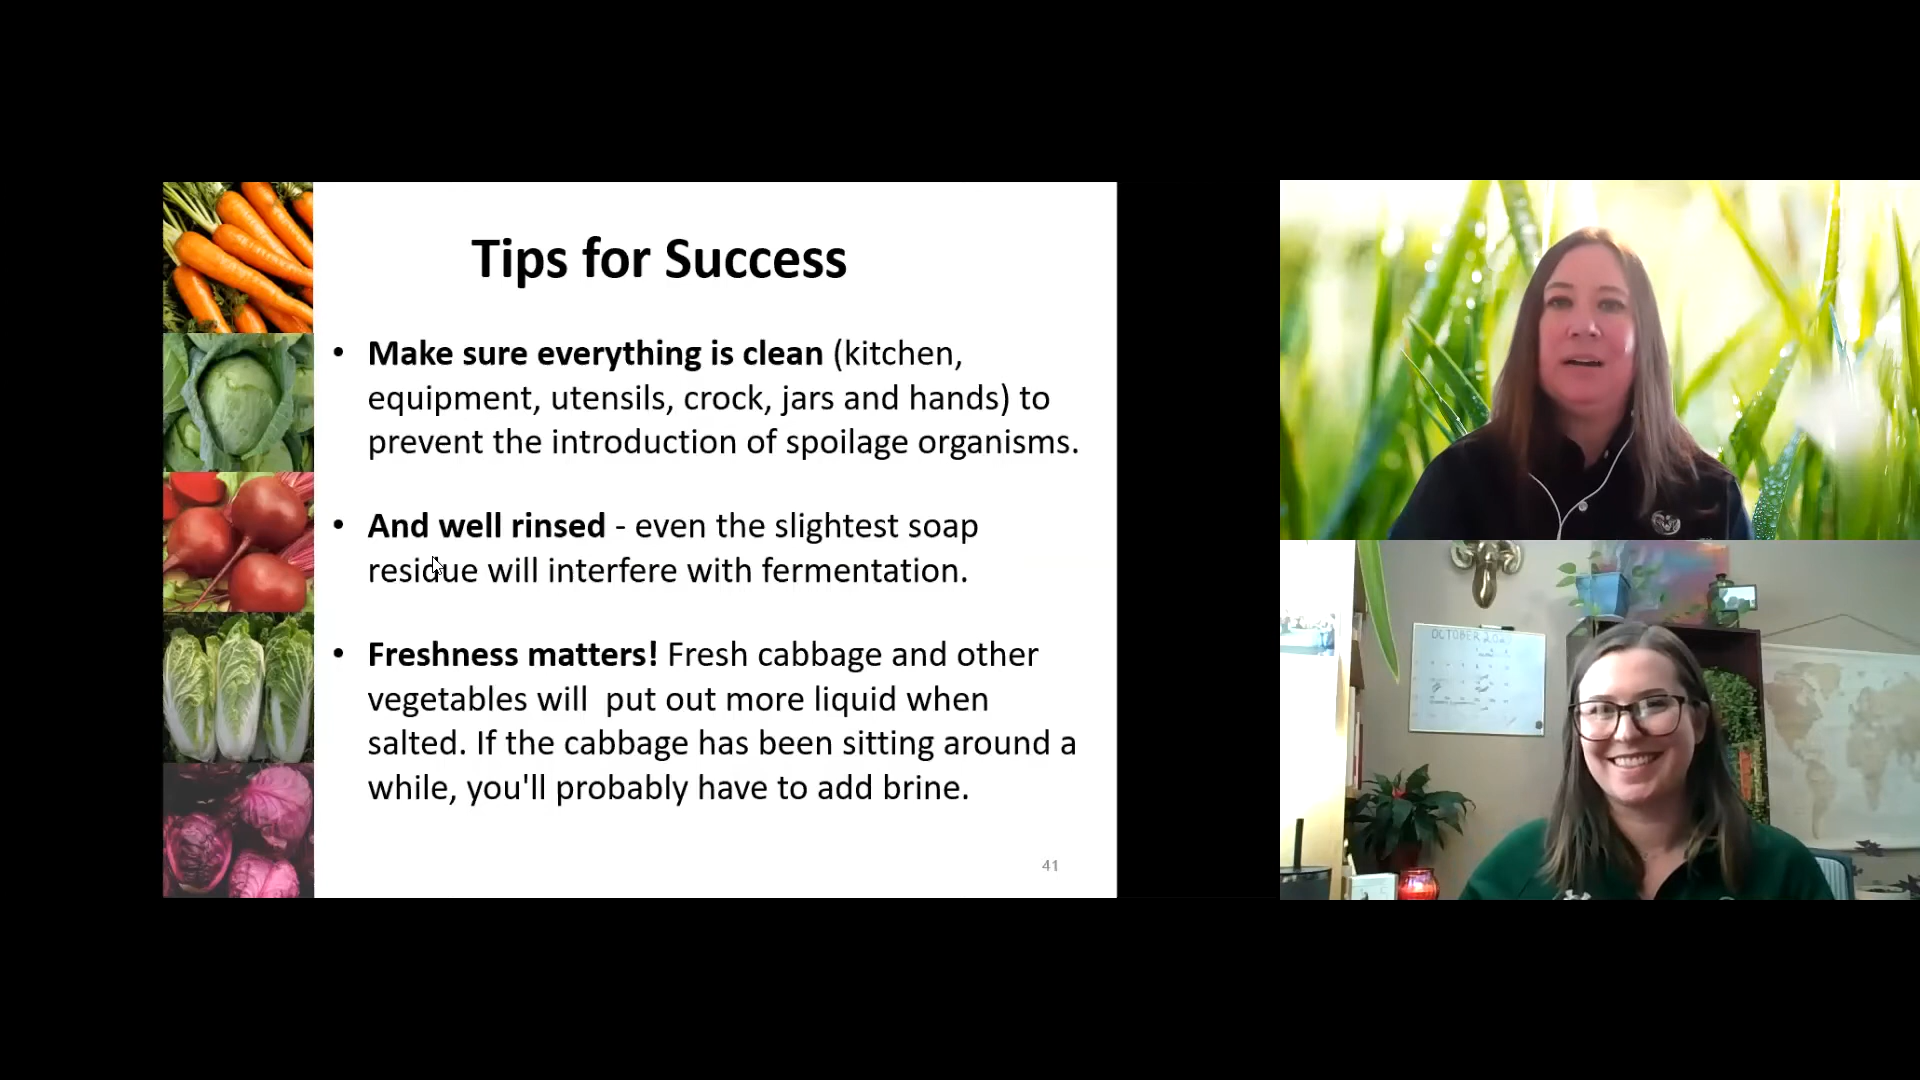 Tips for Success
• Make sure everything is clean (kitchen,
equipment, utensils, crock, jars and hands) to
prevent the introduction of spoilage organisms.
• And well rinsed - even the slightest soap
residue will interfere with fermentation.
• Freshness matters! Fresh cabbage and other
vegetables will  put out more liquid when
salted. If the cabbage has been sitting around a
while, you'll probably have to add brine.
41
OCTOBER